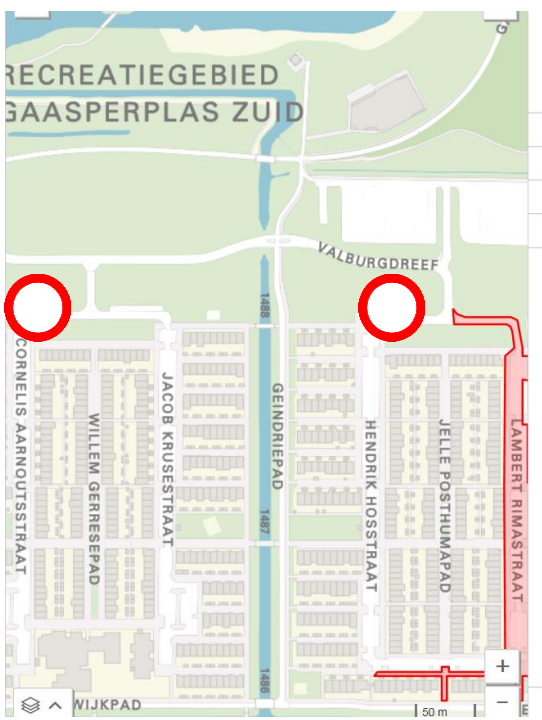 G
RECREATIEGEBIED
GAASPERPLAS ZUID
VALBURGDREEF
1488
CORNELIS AARNOUTSSTRAAT
WILLEM GERRESEPAD
JACOB KRUSESTRAAT
GEINDRIEPAD
HENDRIK HOSSTRAAT
JELLE POSTHUMAPAD
LAMBERT RIMASTRAAT
1487
1486
WIJKPAD
50 m
+
−
E